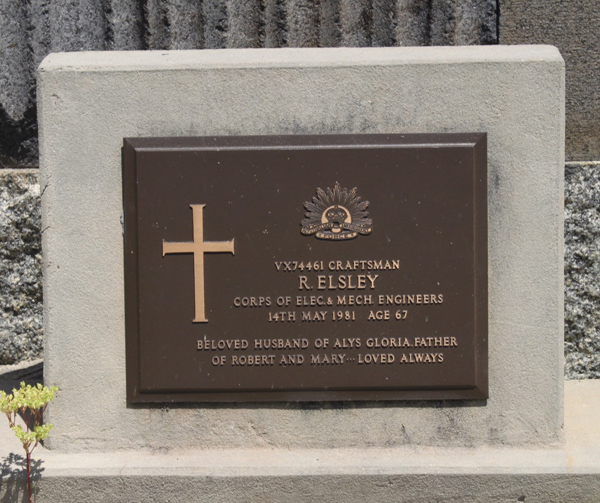 FORCE
VX74461 CRAFTSMAN
R. ELSLEY
CORPS OF ELEC. & MECH. ENGINEERS
14TH MAY 1981 AGE 67
BELOVED HUSBAND OF ALYS GLORIA. FATHER
OF ROBERT AND MARY... LOVED ALWAYS